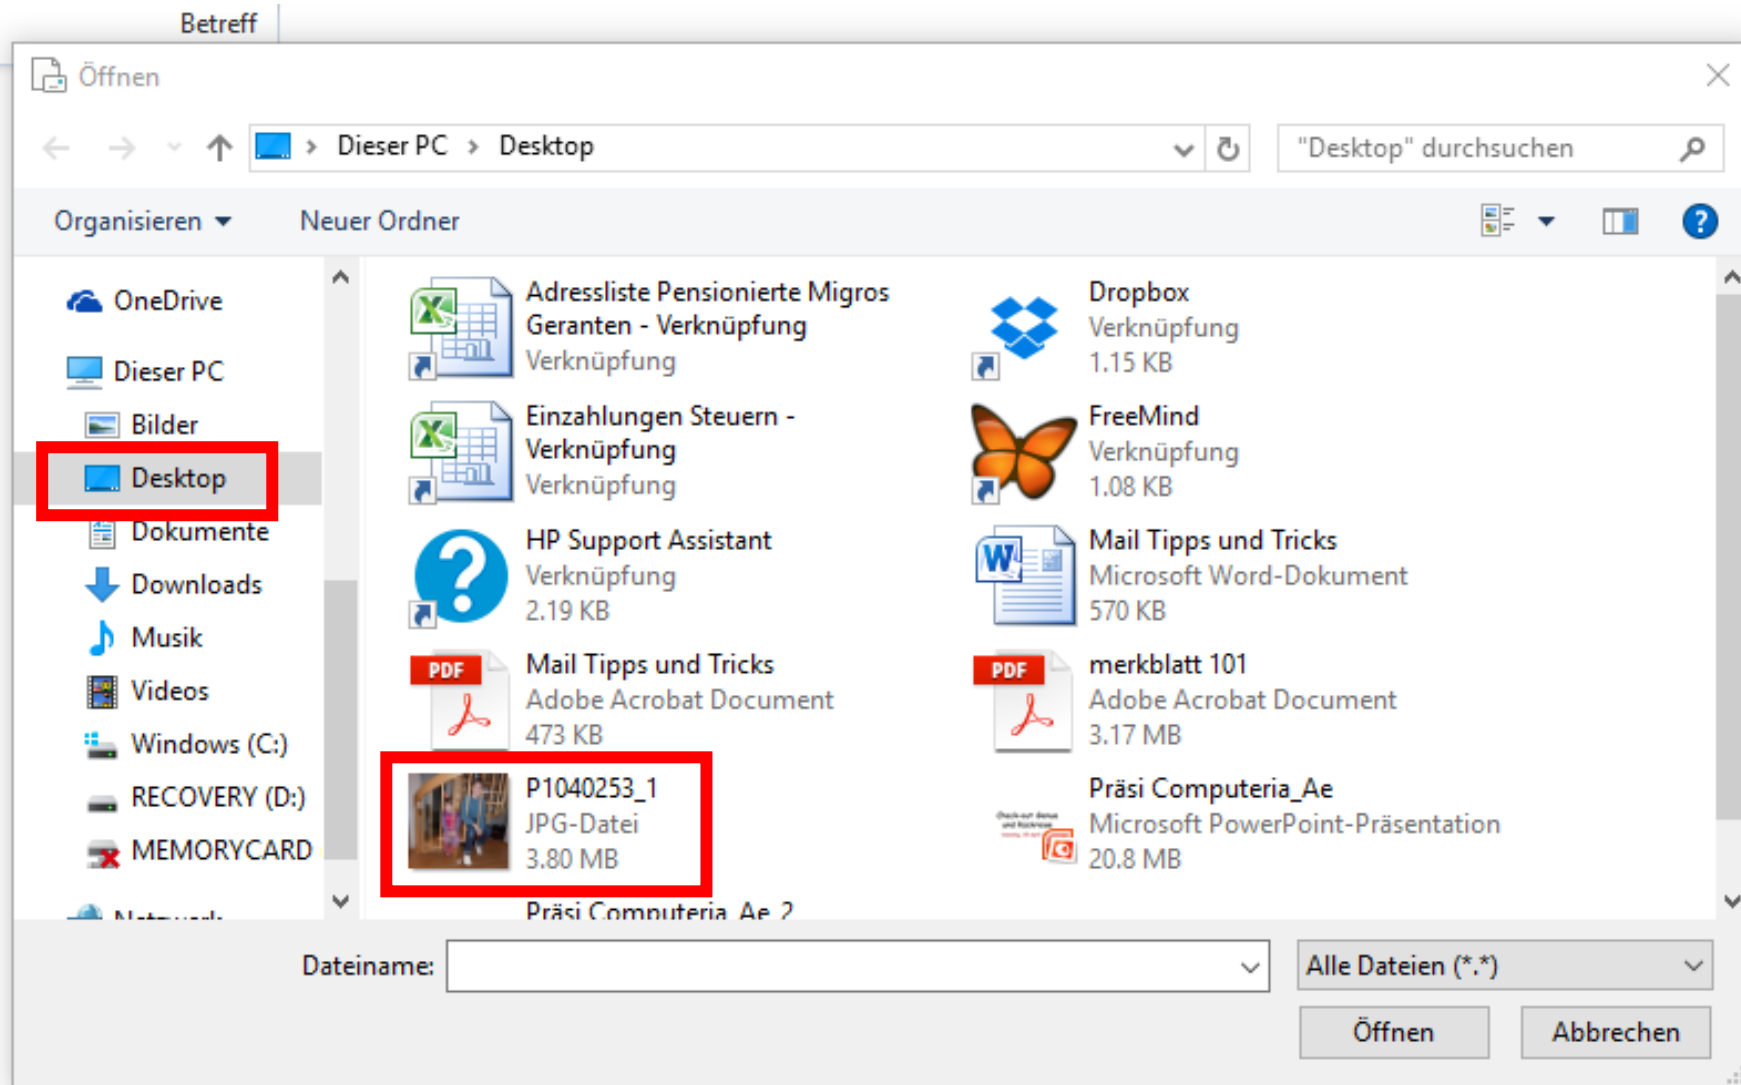 Betreff
Öffnen
Dieser PC > Desktop
"Desktop" durchsuchen
Organisieren
Neuer Ordner
OneDrive
Dieser PC
Bilder
Desktop
Dokumente
Downloads
Musik
Videos
Windows (C:)
RECOVERY (D:)
MEMORYCARD
Netzwerk
Adressliste Pensionierte Migros
Geranten - Verknüpfung
Verknüpfung
Dropbox
Verknüpfung
1.15 KB
Einzahlungen Steuern -
Verknüpfung
Verknüpfung
FreeMind
Verknüpfung
1.08 KB
HP Support Assistant
Verknüpfung
2.19 KB
Mail Tipps und Tricks
Microsoft Word-Dokument
570 KB
PDF
Mail Tipps und Tricks
Adobe Acrobat Document
473 KB
PDF
merkblatt 101
Adobe Acrobat Document
3.17 MB
P1040253_1
JPG-Datei
3.80 MB
Präsi Computeria_Ae
Microsoft PowerPoint-Präsentation
20.8 MB
Präsi Computeria_Ae_2
Dateiname:
Alle Dateien (*.*)
Öffnen
Abbrechen